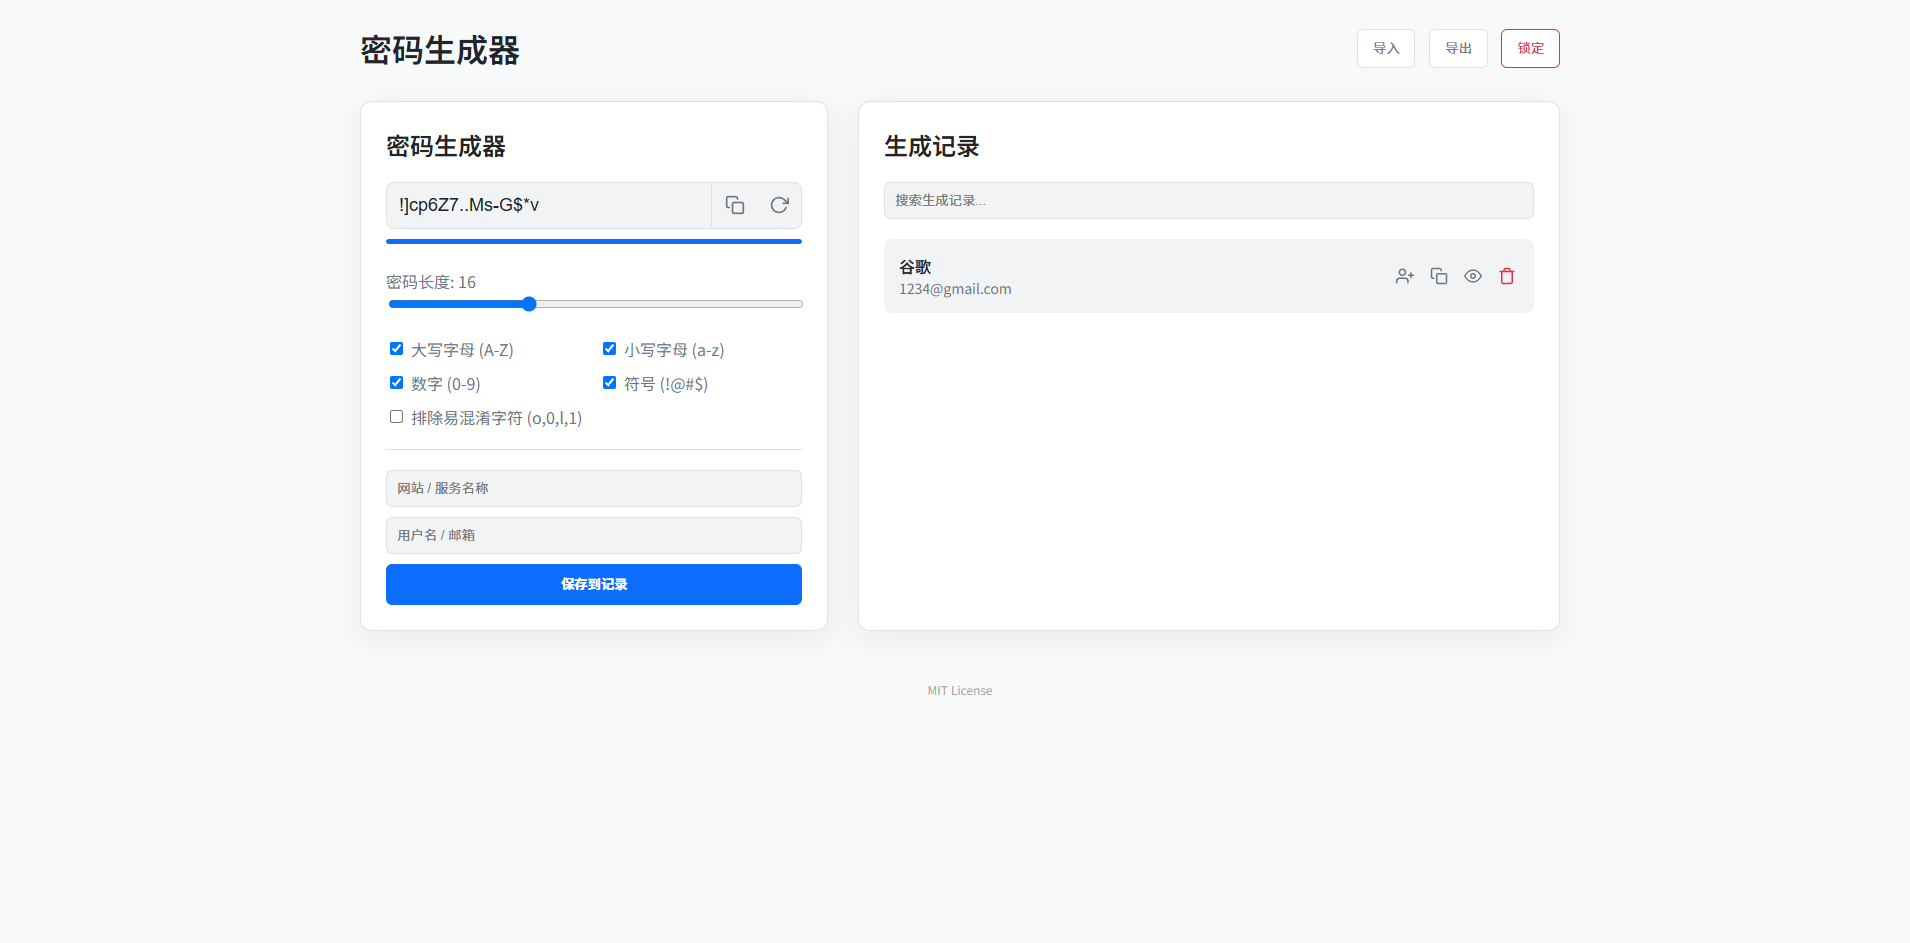 密码生成器
导入
导出
锁定
密码生成器
!]cp6Z7..Ms-G$*v
密码长度: 16
大写字母 (A-Z)
小写字母 (a-z)
数字 (0-9)
符号 (!@#$)
排除易混淆字符 (o,0,l,1)
网站 / 服务名称
用户名 / 邮箱
保存到记录
生成记录
搜索生成记录...
谷歌
1234@gmail.com
MIT License